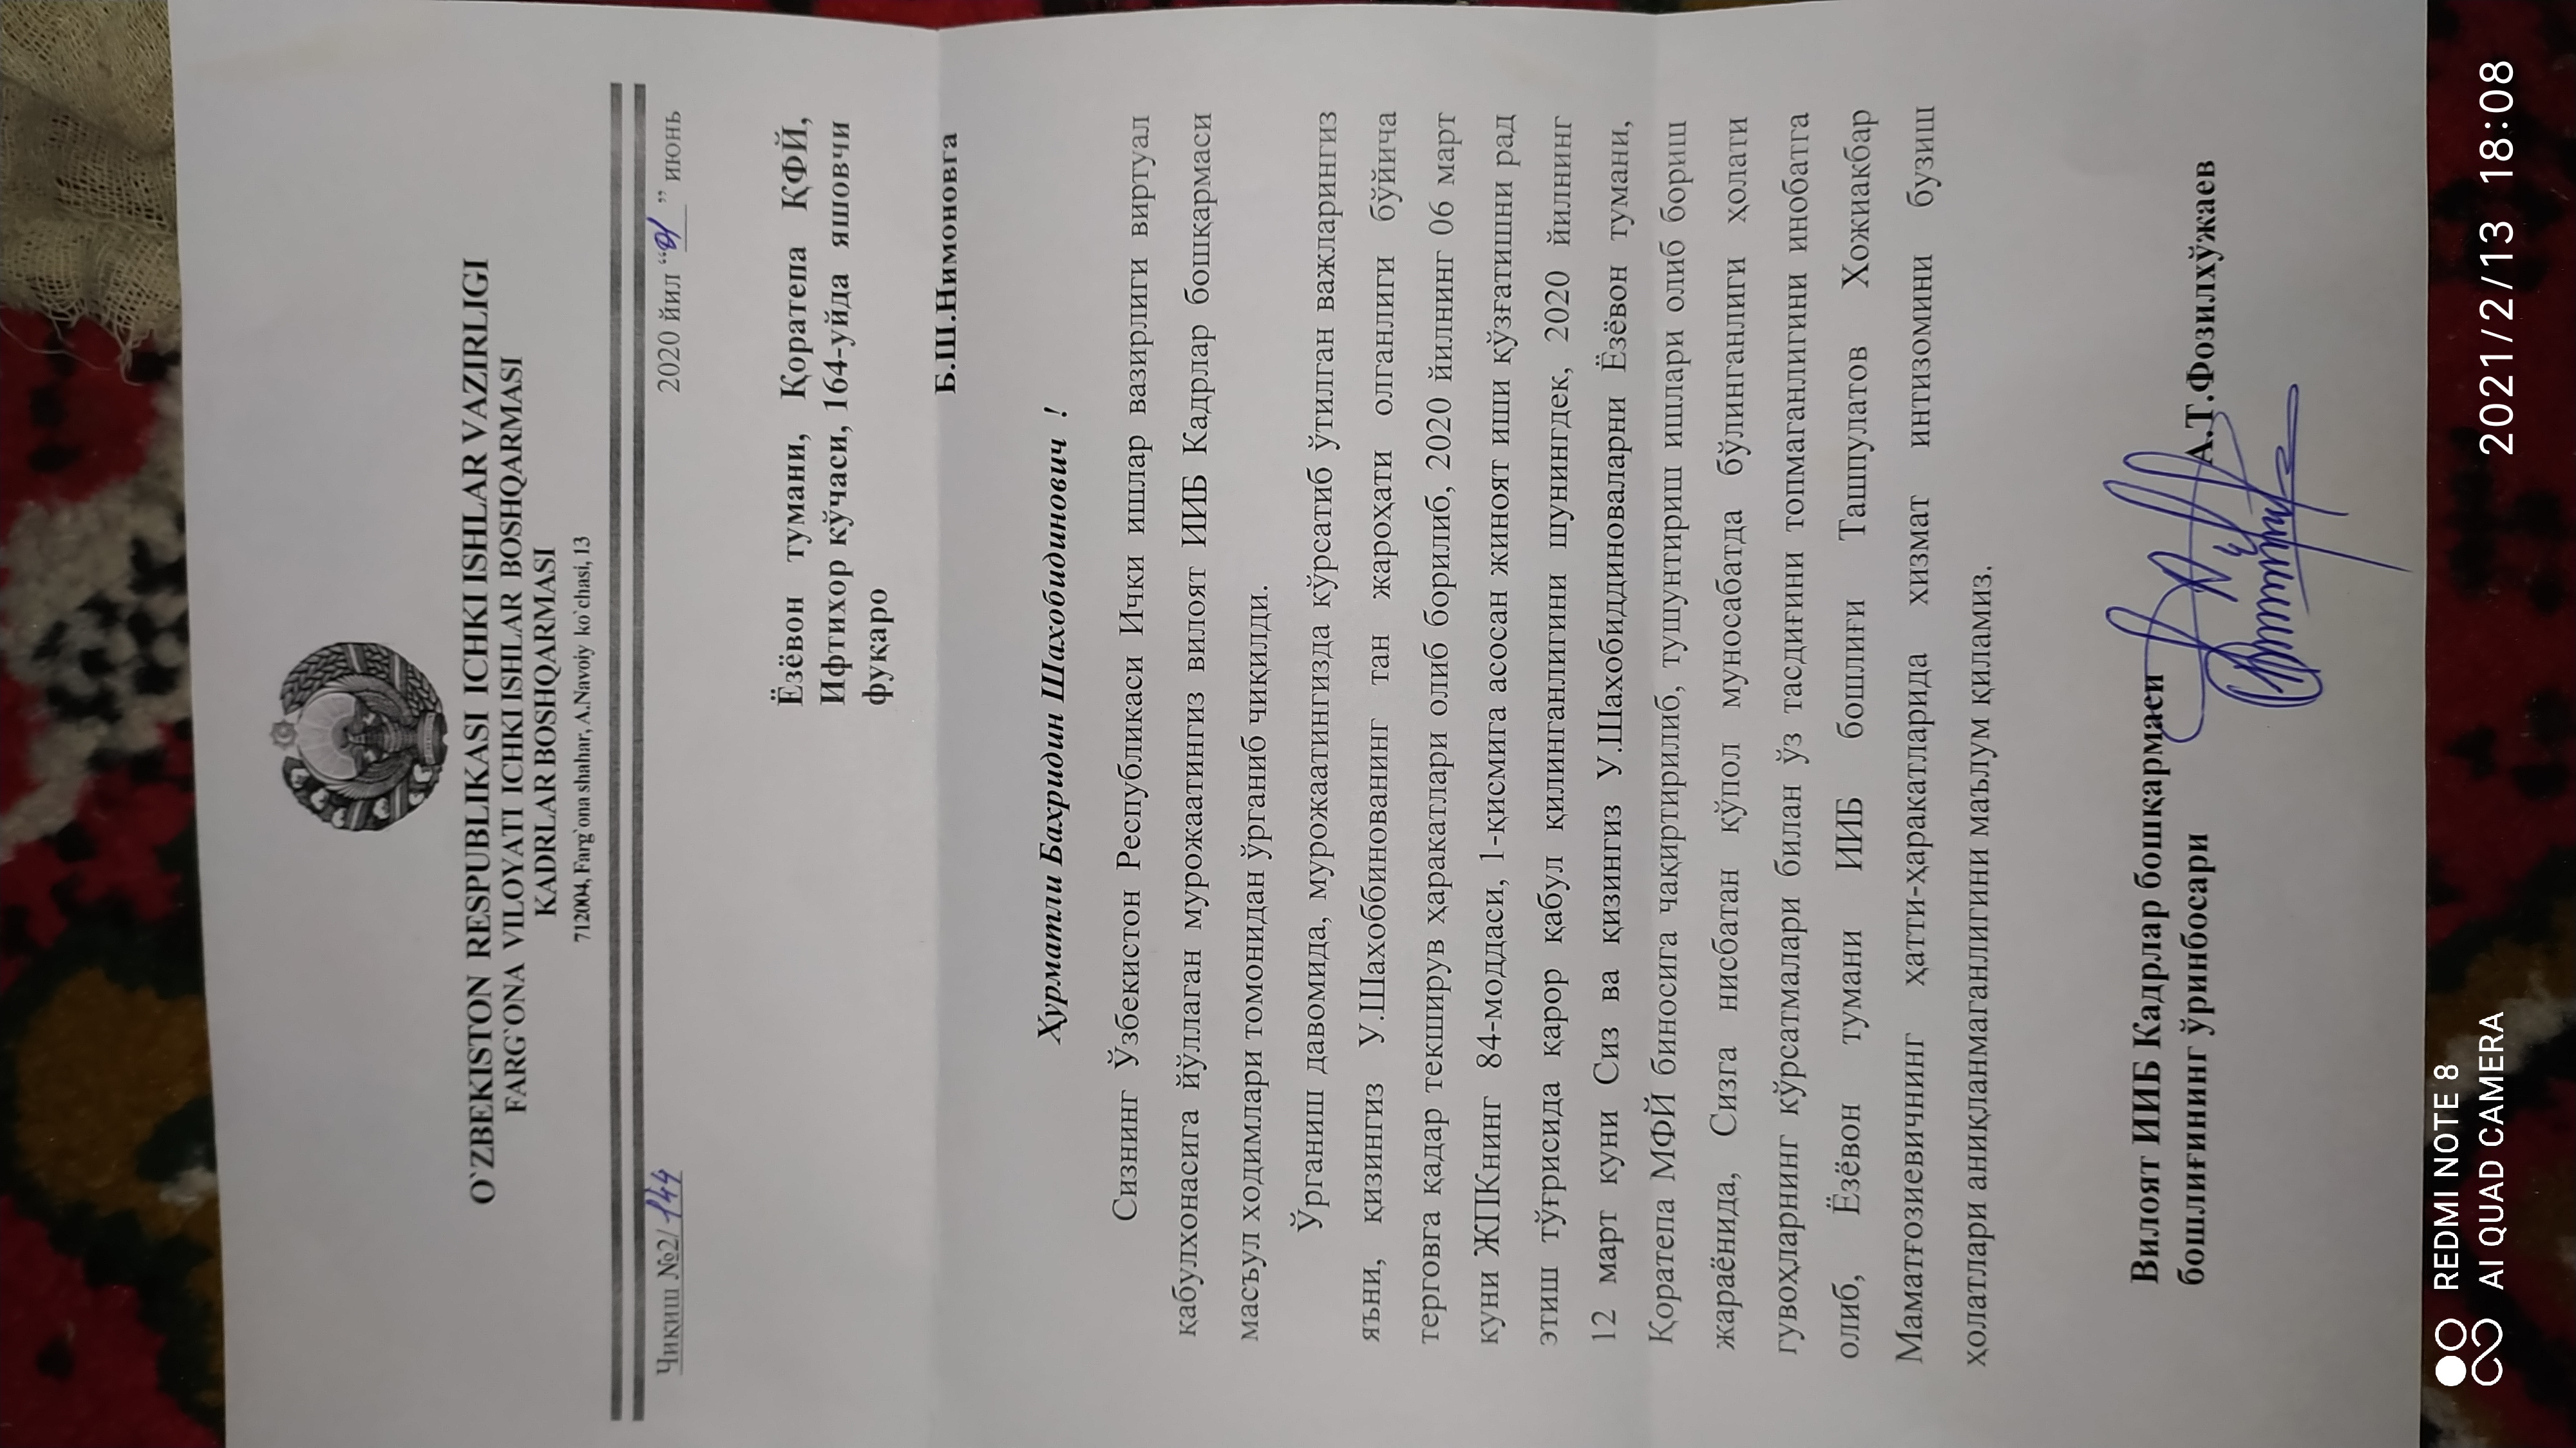 O`ZBEKISTON RESPUBLIKASI ICHKI ISHLAR VAZIRLIGI
FARG`ONA VILOYATI ICHKI ISHLAR BOSHQARMASI
KADRLAR BOSHQARMASI
712004, Farg`ona shahar, A.Navoiy ko`chasi, 13
Чиқиш №2/144
2020 йил “01” июнь
Ёзёвон тумани, Қоратепа ҚФЙ,
Ифтихор кўчаси, 164-уйда яшовчи
фуқаро
Б.Ш.Нимоновга
Ҳурматли Бахридин Шахобидинович !
Сизнинг Ўзбекистон Республикаси Ички ишлар вазирлиги виртуал
қабулхонасига йўллаган мурожаатингиз вилоят ИИБ Кадрлар бошқармаси
масъул ходимлари томонидан ўрганиб чиқилди.
Ўрганиш давомида, мурожаатингизда кўрсатиб ўтилган важларингиз
яъни, қизингиз У.Шахоббинованинг тан жароҳати олганлиги бўйича
терговга қадар текширув ҳаракатлари олиб борилиб, 2020 йилнинг 06 март
куни ЖПКнинг 84-моддаси, 1-қисмига асосан жиноят иши қўзғатишни рад
этиш тўғрисида қарор қабул қилинганлигини шунингдек, 2020 йилнинг
12 март куни Сиз ва қизингиз У.Шахобиддиноваларни Ёзёвон тумани,
Қоратепа МФЙ биносига чақиртирилиб, тушунтириш ишлари олиб бориш
жараёнида, Сизга нисбатан қўпол муносабатда бўлинганлиги ҳолати
гувоҳларнинг кўрсатмалари билан ўз тасдиғини топмаганлигини инобатга
олиб, Ёзёвон тумани ИИБ бошлиғи Ташпулатов Хожиакбар
Маматғозиевичнинг ҳатти-ҳаракатларида хизмат интизомини бузиш
ҳолатлари аниқланмаганлигини маълум қиламиз.
Вилоят ИИБ Кадрлар бошқармаси
бошлиғининг ўринбосари
А.Т.Фозилхўжаев
REDMI NOTE 8
AI QUAD CAMERA
2021/2/13 18:08